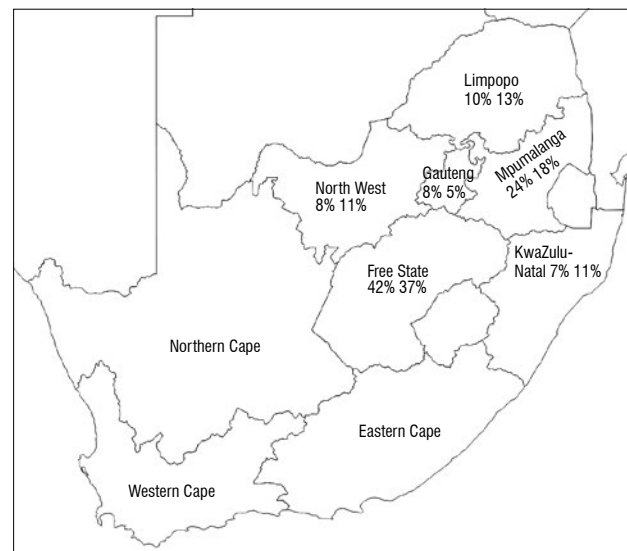 Limpopo
10% 13%
Mpumalanga
24% 18%
Gauteng
8% 5%
North West
8% 11%
KwaZulu-
Natal 7% 11%
Free State
42% 37%
Northern Cape
Eastern Cape
Western Cape